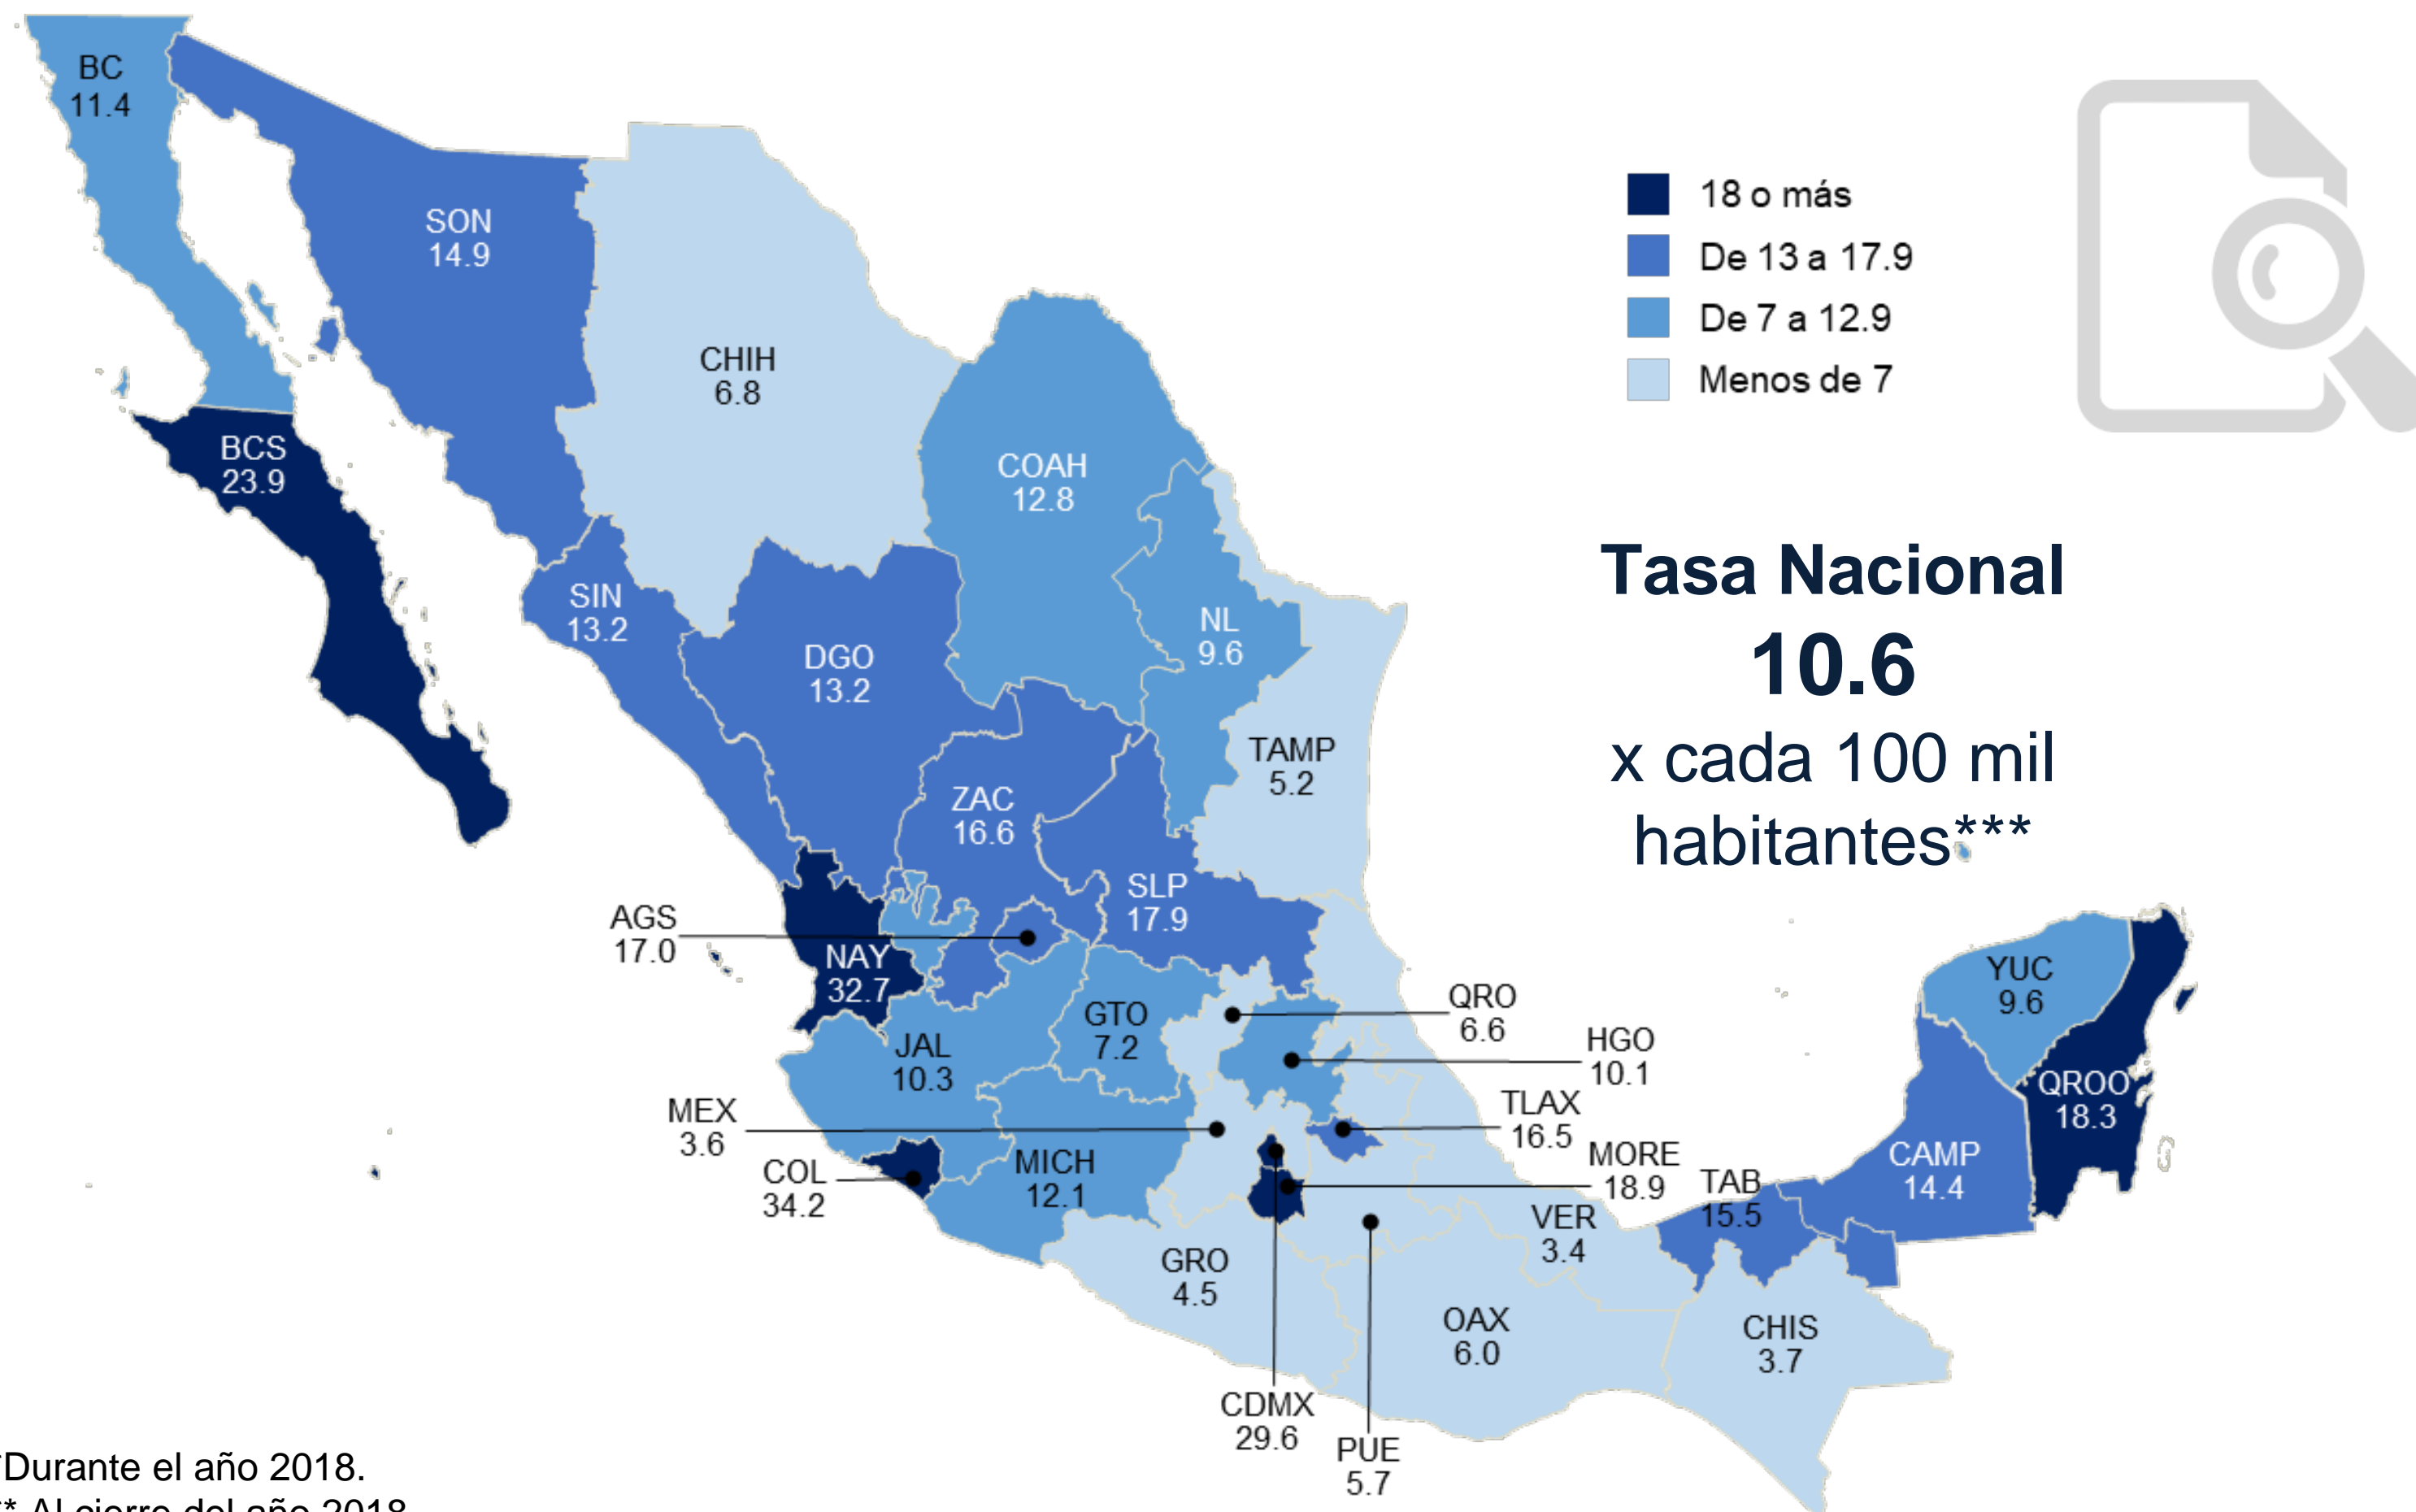 BC
11.4
SON
14.9
CHIH
6.8
BCS
23.9
COAH
12.8
SIN
13.2
DGO
13.2
NL
9.6
TAMP
5.2
ZAC
16.6
SLP
17.9
AGS
17.0
NAY
32.7
JAL
10.3
GTO
7.2
QRO
6.6
HGO
10.1
MEX
3.6
TLAX
16.5
COL
34.2
MICH
12.1
MORE
18.9
GRO
4.5
VER
3.4
TAB
15.5
CAMP
14.4
YUC
9.6
QROO
18.3
OAX
6.0
CHIS
3.7
CDMX
29.6
PUE
5.7
18 o más
De 13 a 17.9
De 7 a 12.9
Menos de 7
Tasa Nacional
10.6
x cada 100 mil
habitantes***
*Durante el año 2018.
** Al cierre del año 2018